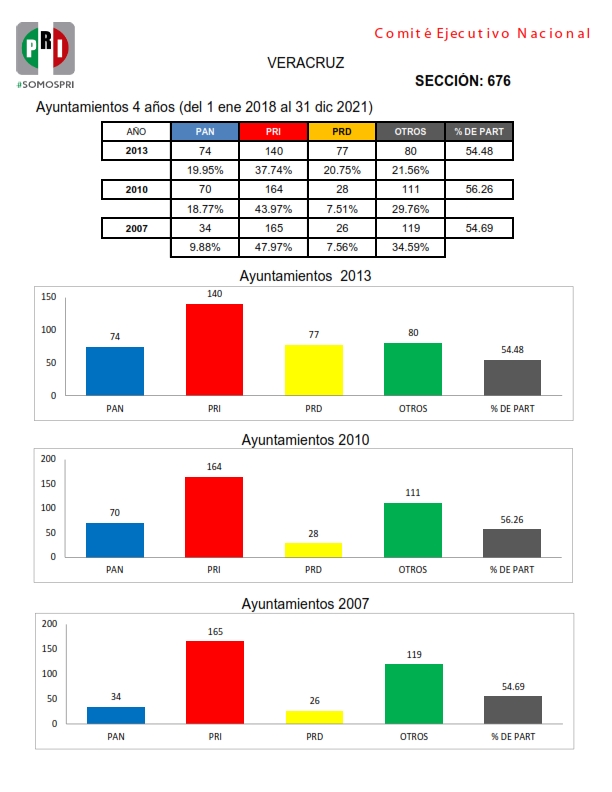 Comité Ejecutivo Nacional
PRI
#SOMOSPRI
VERACRUZ
SECCIÓN: 676
Ayuntamientos 4 años (del 1 ene 2018 al 31 dic 2021)
AÑO PAN PRI PRD OTROS % DE PART
2013 74 140 77 80 54.48
19.95% 37.74% 20.75% 21.56%
2010 70 164 28 111 56.26
18.77% 43.97% 7.51% 29.76%
2007 34 165 26 119 54.69
9.88% 47.97% 7.56% 34.59%
Ayuntamientos 2013
150
100
50
0
74 140 77 80 54.48
PAN PRI PRD OTROS % DE PART
Ayuntamientos 2010
200
150
100
50
0
70 164 28 111 56.26
PAN PRI PRD OTROS % DE PART
Ayuntamientos 2007
200
150
100
50
0
34 165 26 119 54.69
PAN PRI PRD OTROS % DE PART